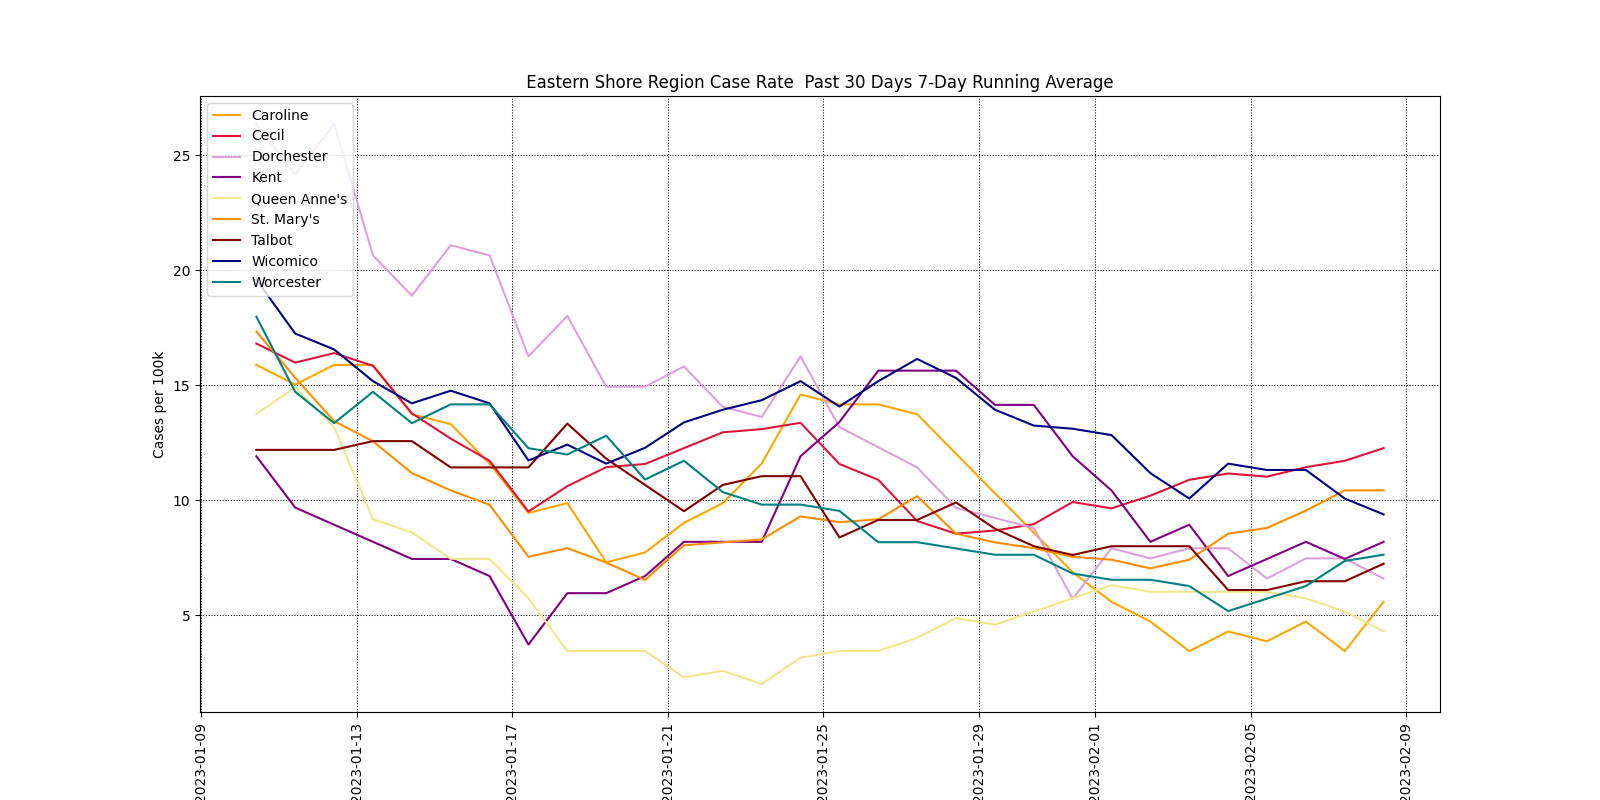 Eastern Shore Region Case Rate  Past 30 Days 7-Day Running Average
Caroline
Cecil
Dorchester
Kent
Queen Anne's
St. Mary's
Talbot
Wicomico
Worcester
Cases per 100k
25
20
15
10
5
2023-01-09
2023-01-13
2023-01-17
2023-01-21
2023-01-25
2023-01-29
2023-02-01
2023-02-05
2023-02-09